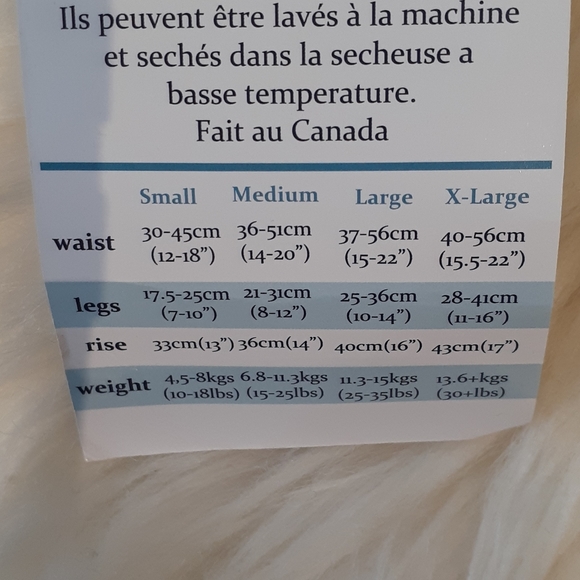 Ils peuvent être lavés à la machine
et sechés dans la secheuse a
basse temperature.
Fait au Canada
Small Medium Large X-Large
waist 30-45cm 36-51cm 37-56cm 40-56cm
(12-18") (14-20") (15-22") (15.5-22")
legs 17.5-25cm 21-31cm 25-36cm 28-41cm
(7-10") (8-12") (10-14") (11-16")
rise 33cm(13") 36cm(14") 40cm(16") 43cm(17")
weight 4,5-8kgs 6.8-11.3kgs 11.3-15kgs 13.6+kgs
(10-18lbs) (15-25lbs) (25-35lbs) (30+lbs)